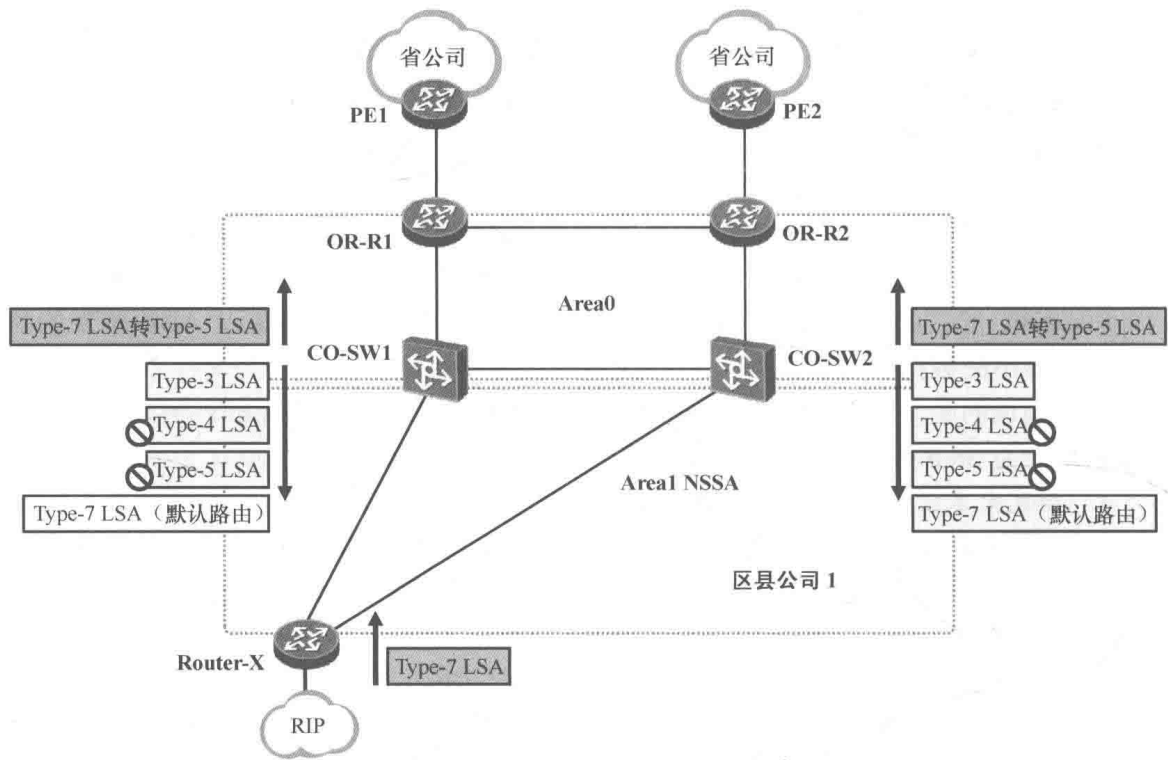 省公司
省公司
PE1
PE2
OR-R1
OR-R2
Area0
Type-7 LSA转Type-5 LSA
Type-7 LSA转Type-5 LSA
CO-SW1
CO-SW2
Type-3 LSA
Type-3 LSA
Type-4 LSA
Type-4 LSA
Type-5 LSA
Type-5 LSA
Area1 NSSA
Type-7 LSA（默认路由）
Type-7 LSA（默认路由）
区县公司 1
Router-X
Type-7 LSA
RIP